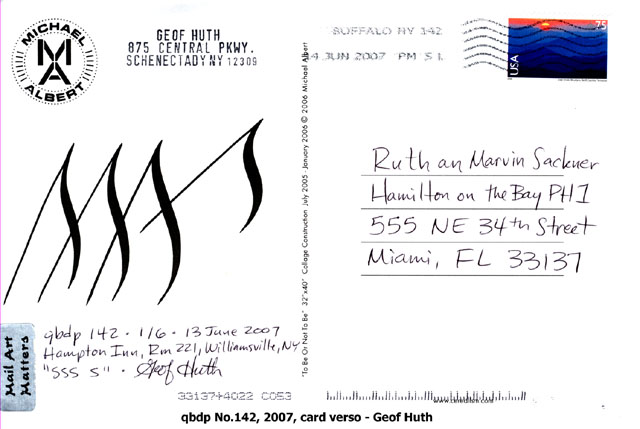 MICHAEL
MA
ALBERT
GEOF HUTH
875 CENTRAL PKWY.
SCHENECTADY NY 12309
BUFFALO NY 142
14 JUN 2007 PM 5 L
75
USA
"To Be Or Not To Be" 32"x40" Collage Construction July 2005 - January 2006 © 2006 Michael Albert
Ruth an Marvin Sackner
Hamilton on the Bay PH1
555 NE 34th Street
Miami, FL 33137
Mail Art
Matters
qbdp 142 · 1/6 · 13 June 2007
Hampton Inn, Rm 221, Williamsville, NY
"SSS S" · Geof Huth
33137+4022 C053
qbdp No.142, 2007, card verso - Geof Huth